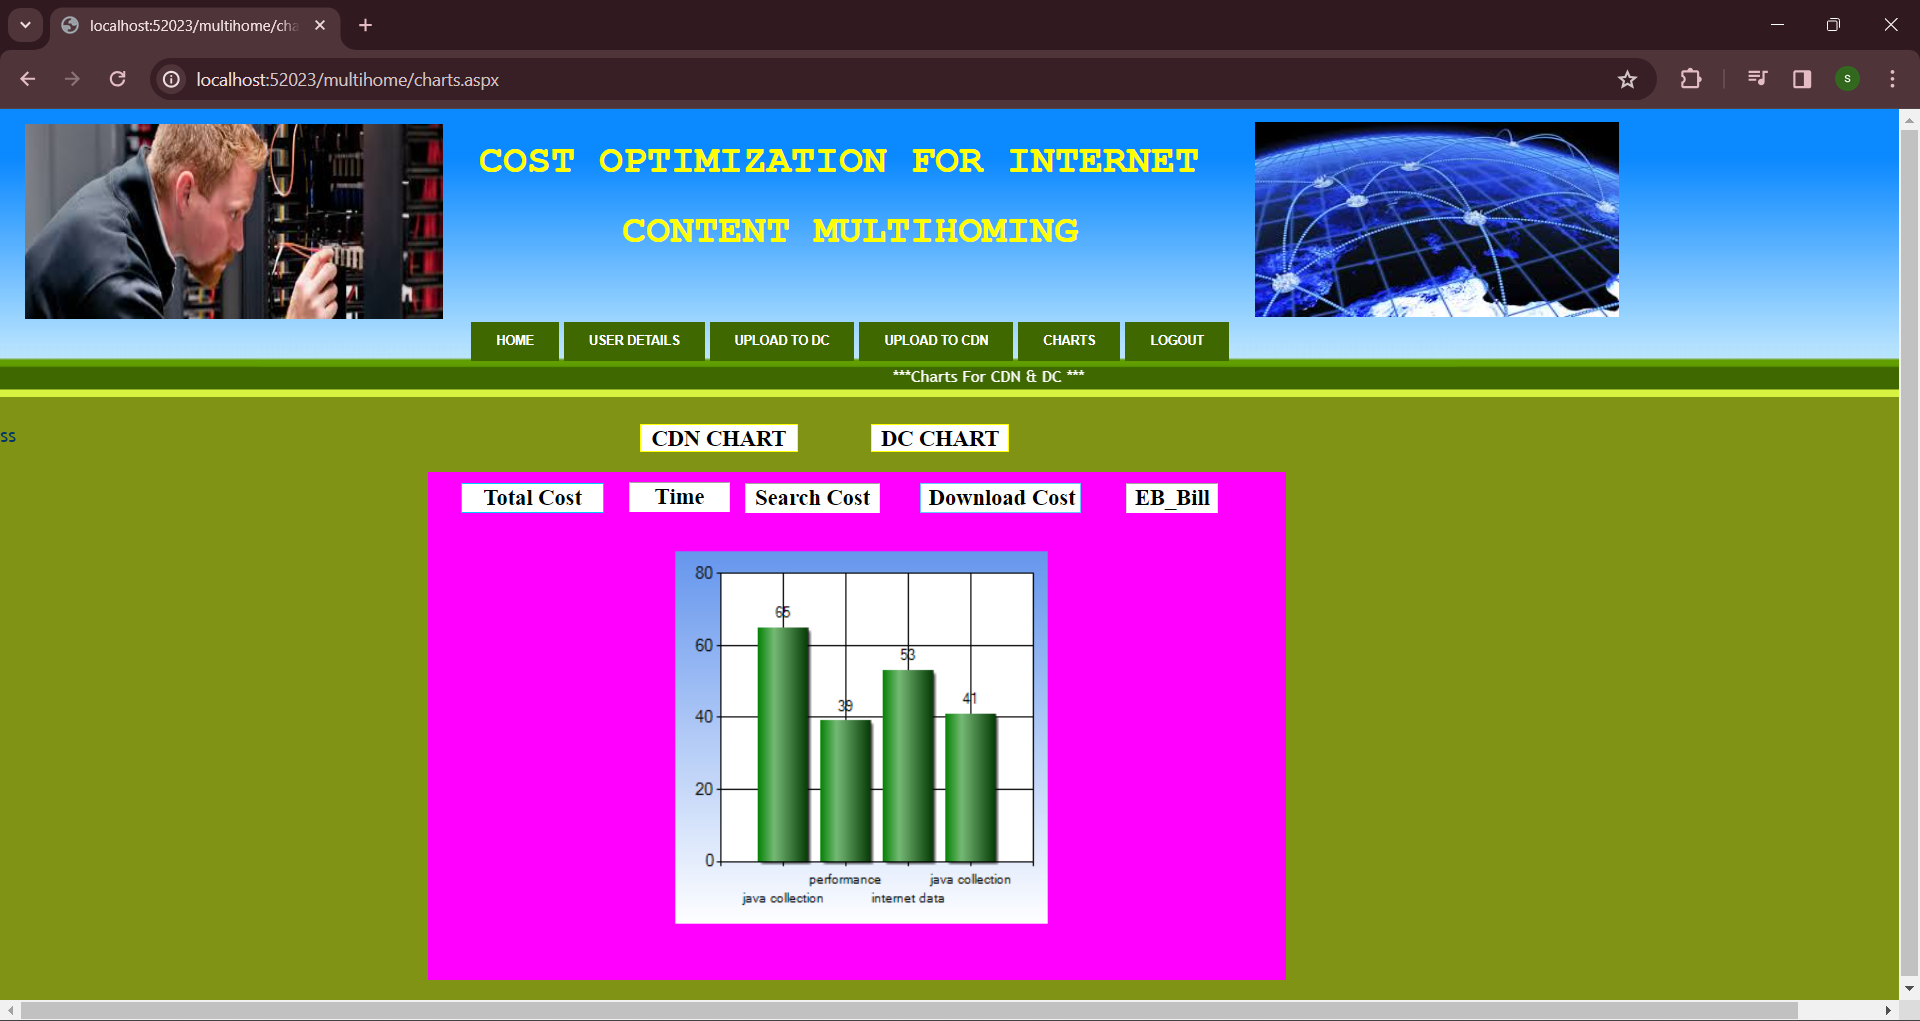 localhost:52023/multihome/cha
localhost:52023/multihome/charts.aspx
S
COST OPTIMIZATION FOR INTERNET
CONTENT MULTIHOMING
HOME USER DETAILS UPLOAD TO DC UPLOAD TO CDN CHARTS LOGOUT
***Charts For CDN & DC ***
ss
CDN CHART DC CHART
Total Cost Time Search Cost Download Cost EB_Bill
80
65
60
53
41
40
39
20
0
performance java collection
java collection internet data